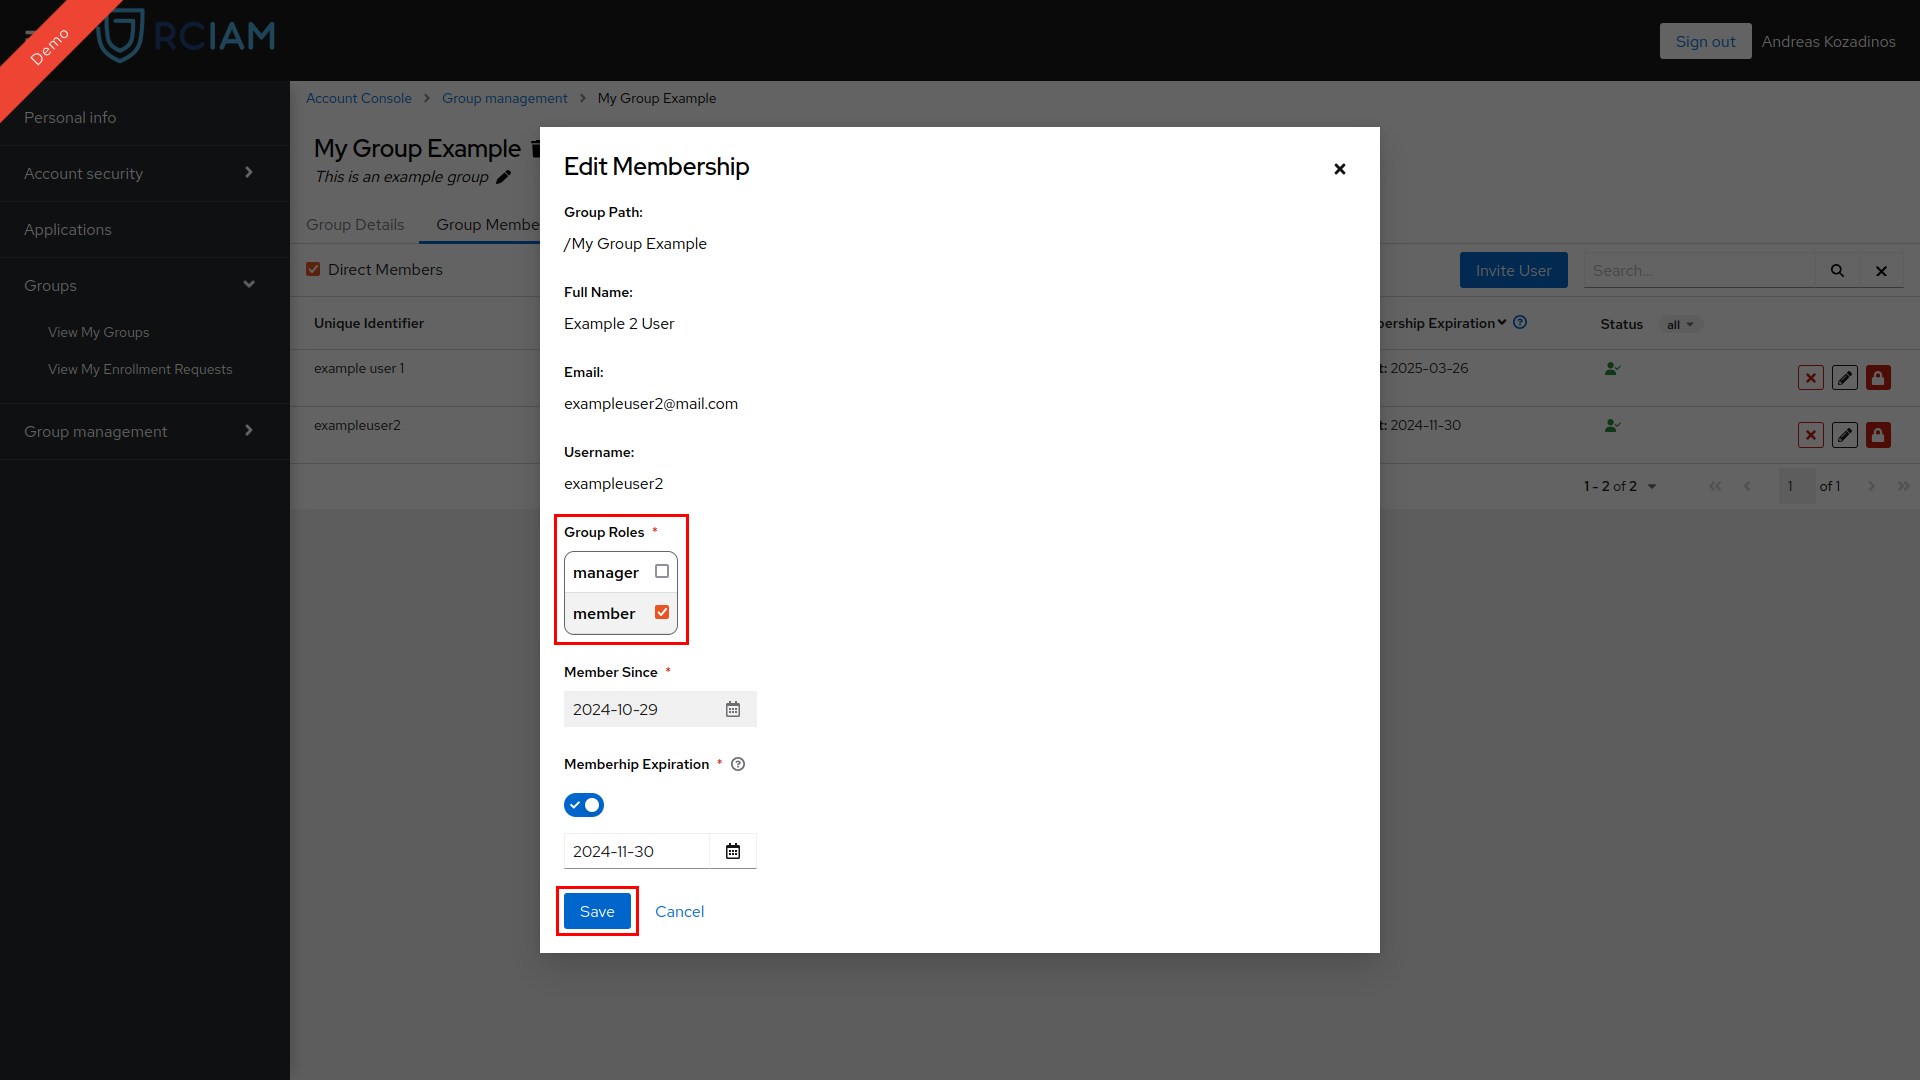 Demo
RCIAM
Sign out
Andreas Kozadinos
Personal info
Account security
Applications
Groups
View My Groups
View My Enrollment Requests
Group management
Account Console > Group management > My Group Example
My Group Example
This is an example group
Group Details
Group Membe
Direct Members
Invite User
Search...
Unique Identifier
bership Expiration
Status
all
example user 1
t: 2025-03-26
exampleuser2
t: 2024-11-30
1 - 2 of 2
1 of 1
Edit Membership
Group Path:
/My Group Example
Full Name:
Example 2 User
Email:
exampleuser2@mail.com
Username:
exampleuser2
Group Roles *
manager
member
Member Since *
2024-10-29
Memberhip Expiration *
2024-11-30
Save
Cancel